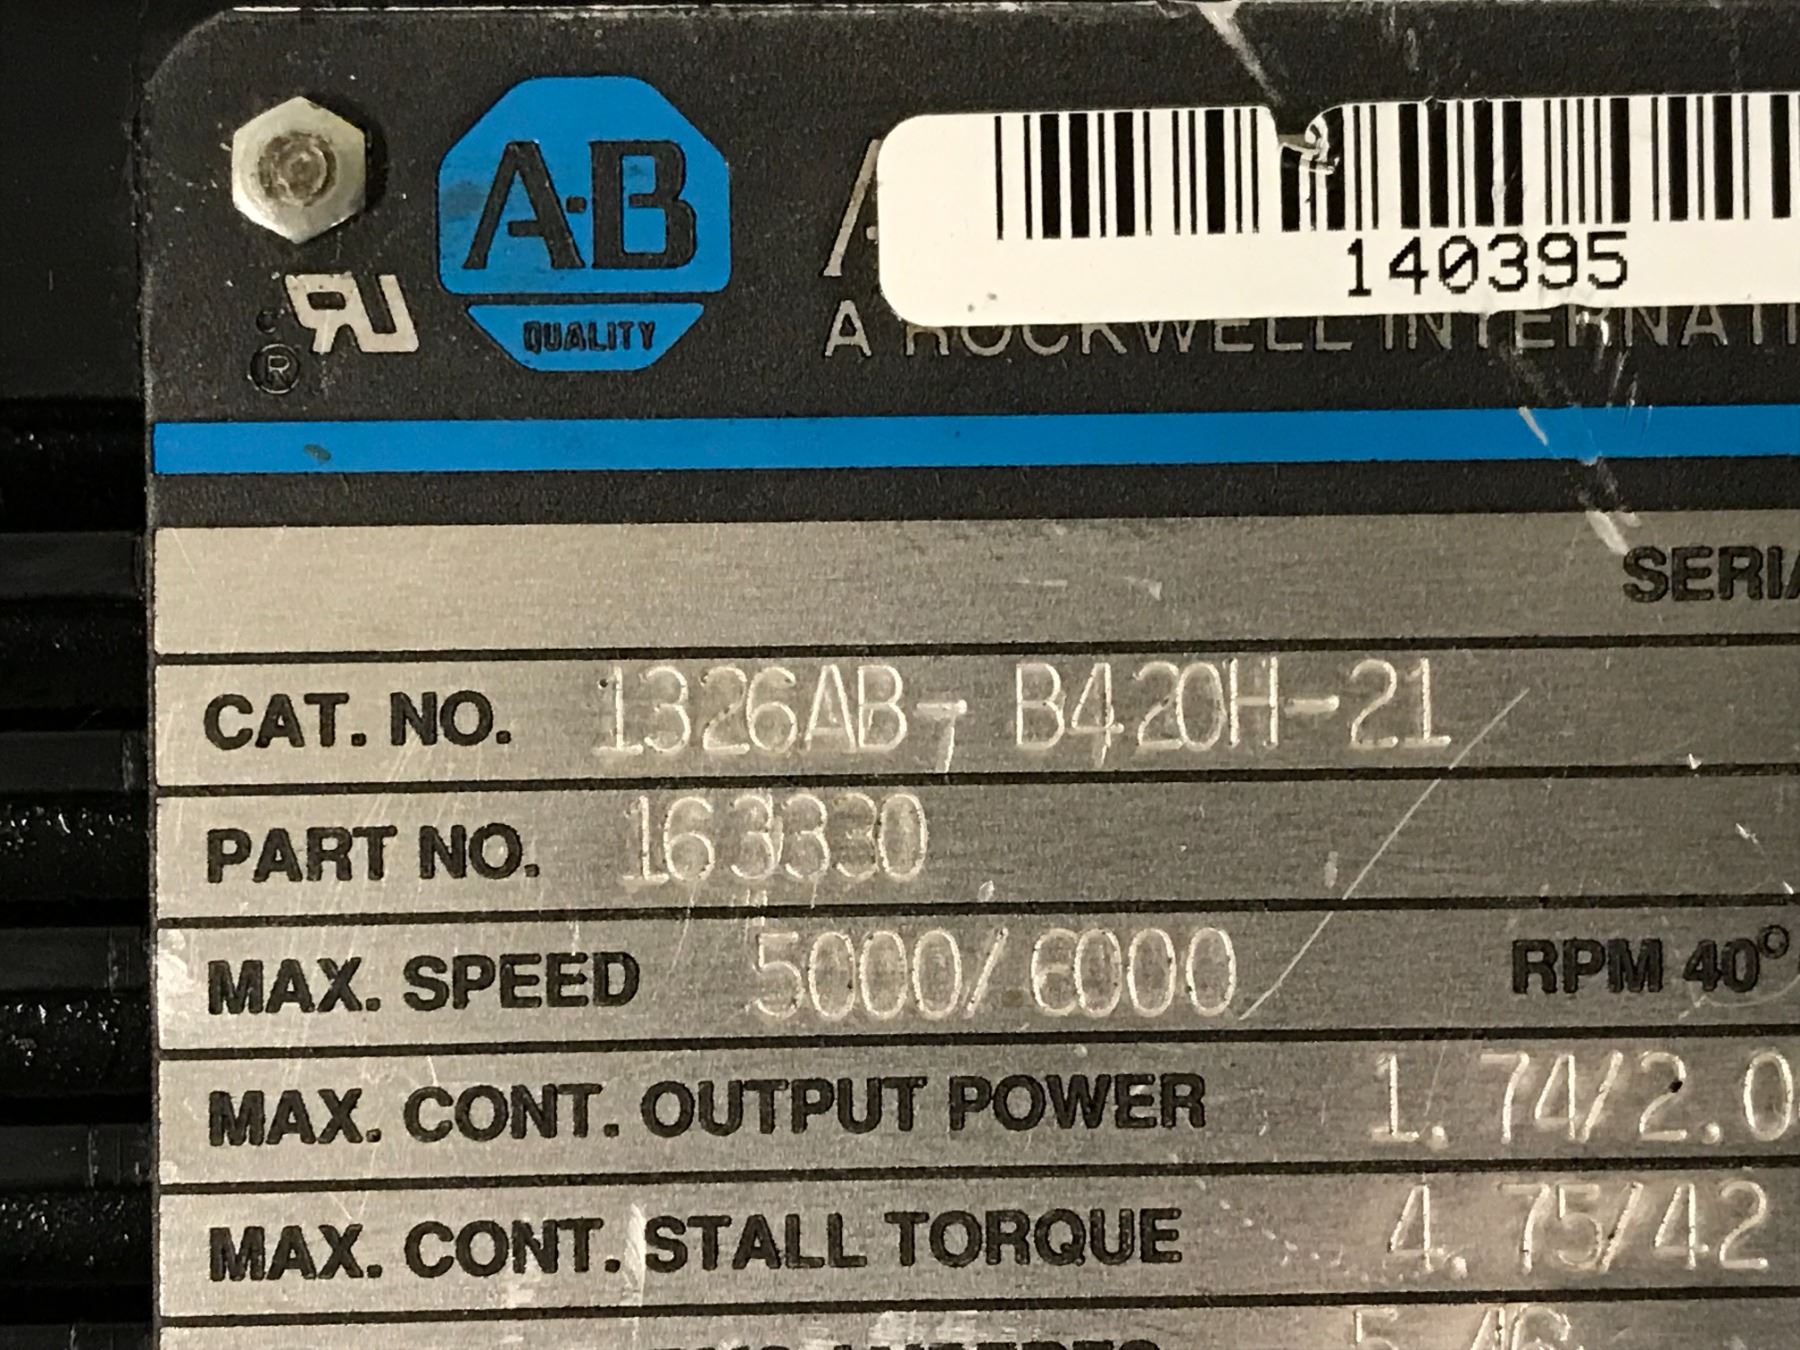 A-B
QUALITY
®
140395
A ROCKWELL INTERNATI
SERIA
CAT. NO. 1326AB- B420H-21
PART NO. 163330
MAX. SPEED 5000/6000 RPM 40°
MAX. CONT. OUTPUT POWER 1.74/2.0
MAX. CONT. STALL TORQUE 4.75/42